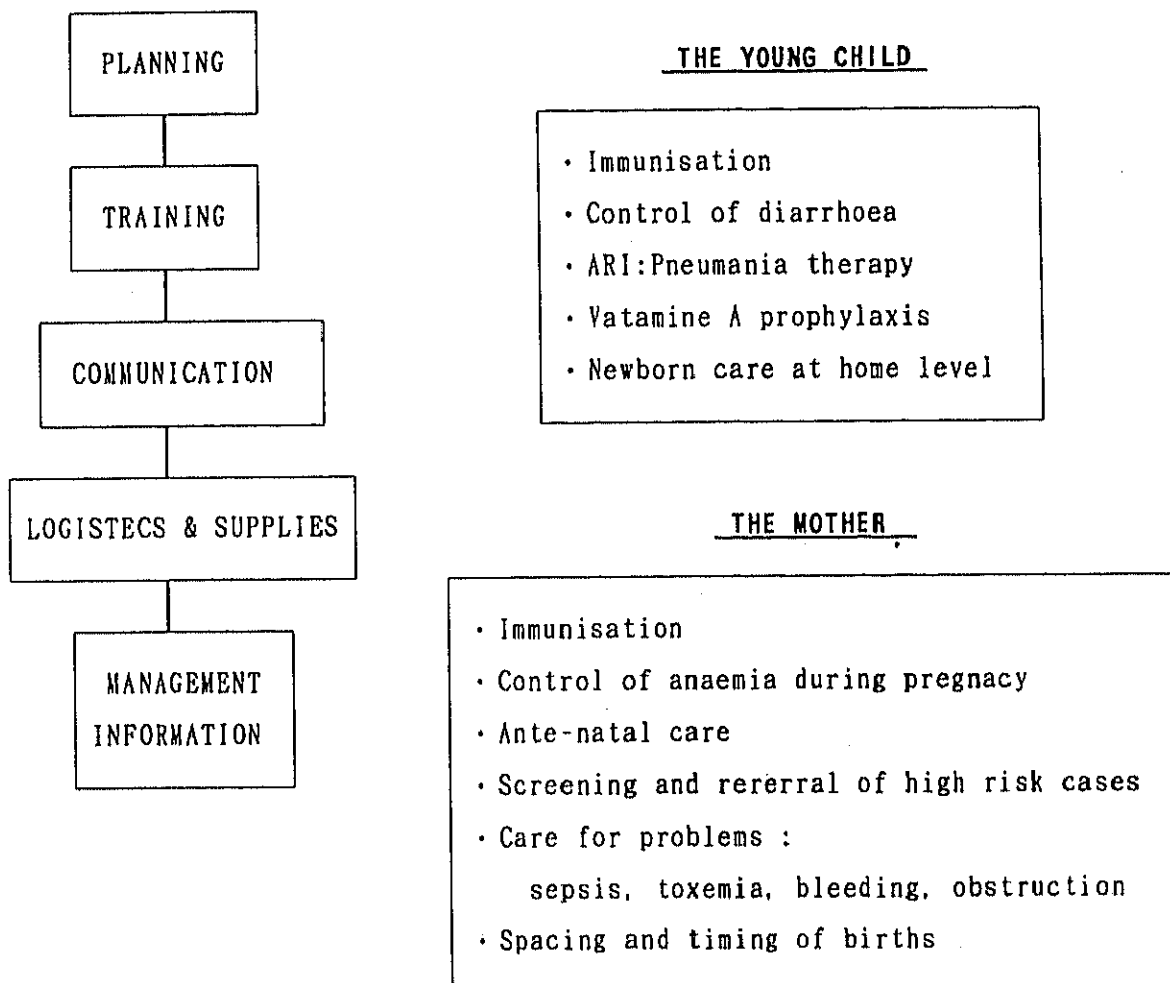 PLANNING
TRAINING
COMMUNICATION
LOGISTECS & SUPPLIES
MANAGEMENT
INFORMATION
THE YOUNG CHILD
· Immunisation
· Control of diarrhoea
· ARI:Pneumania therapy
· Vatamine A prophylaxis
· Newborn care at home level
THE MOTHER
· Immunisation
· Control of anaemia during pregnacy
· Ante-natal care
· Screening and rererral of high risk cases
· Care for problems :
sepsis, toxemia, bleeding, obstruction
· Spacing and timing of births